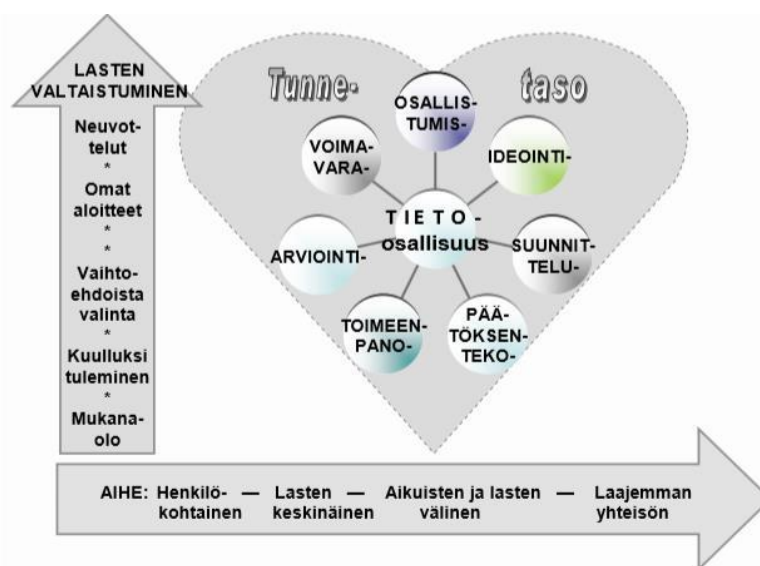 LASTEN
VALTAISTUMINEN
Neuvot-
telut
*
Omat
aloitteet
*
*
Vaihto-
ehdoista
valinta
*
Kuulluksi
tuleminen
*
Mukana-
olo
Tunne- taso
OSALLIS-
TUMIS-
VOIMA-
VARA-
IDEOINTI-
TIETO-
osallisuus
ARVIOINTI-
SUUNNIT-
TELU-
TOIMEEN-
PANO-
PÄÄ-
TÖKSEN-
TEKO-
AIHE: Henkilö- — Lasten — Aikuisten ja lasten — Laajemman
kohtainen keskinäinen välinen yhteisön